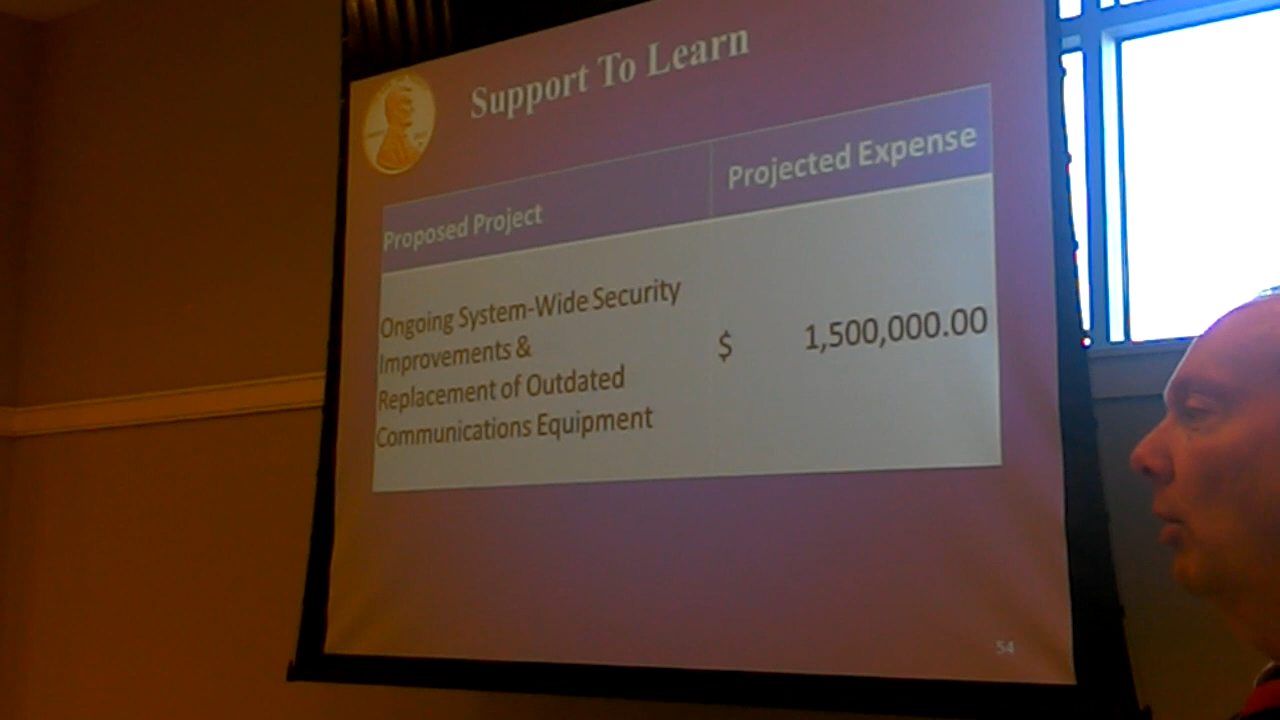 Support To Learn
Proposed Project
Projected Expense
Ongoing System-Wide Security
Improvements &
Replacement of Outdated
Communications Equipment
$ 1,500,000.00
54